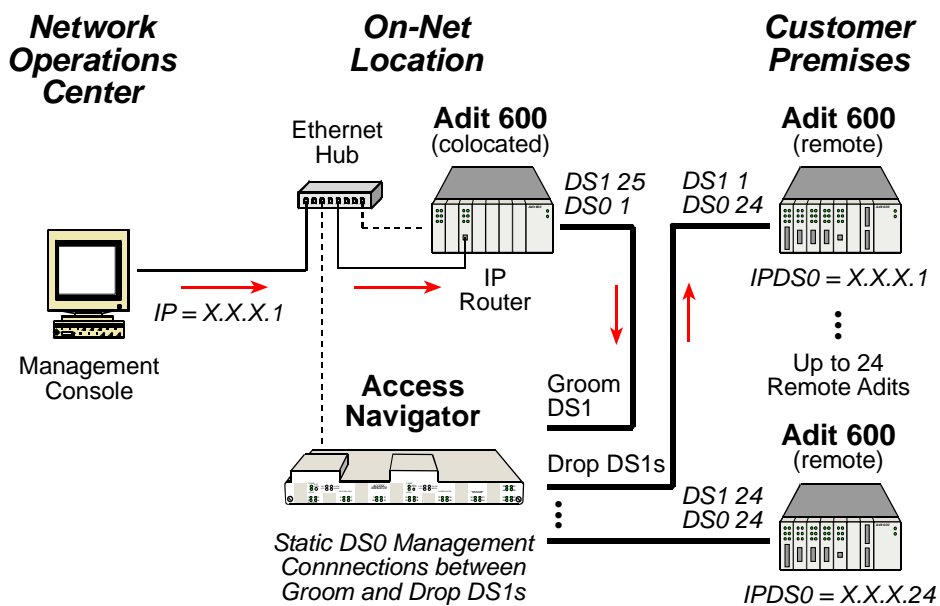 Network
Operations
Center
On-Net
Location
Customer
Premises
Ethernet
Hub
Adit 600
(colocated)
Adit 600
(remote)
DS1 25
DS0 1
DS1 1
DS0 24
IP
Router
IP = X.X.X.1
IPDS0 = X.X.X.1
Management
Console
Up to 24
Remote Adits
Access
Navigator
Groom
DS1
Drop DS1s
Adit 600
(remote)
DS1 24
DS0 24
Static DS0 Management
Connnections between
Groom and Drop DS1s
IPDS0 = X.X.X.24